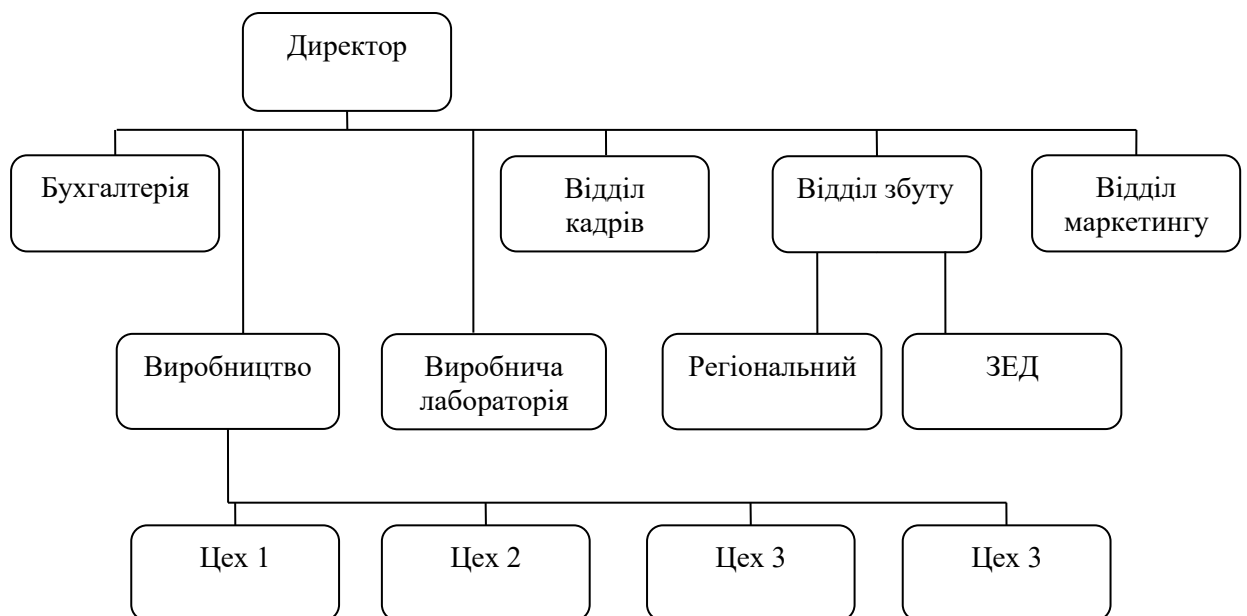 Директор
Бухгалтерія
Відділ
кадрів
Відділ збуту
Відділ
маркетингу
Виробництво
Виробнича
лабораторія
Регіональний
ЗЕД
Цех 1
Цех 2
Цех 3
Цех 3